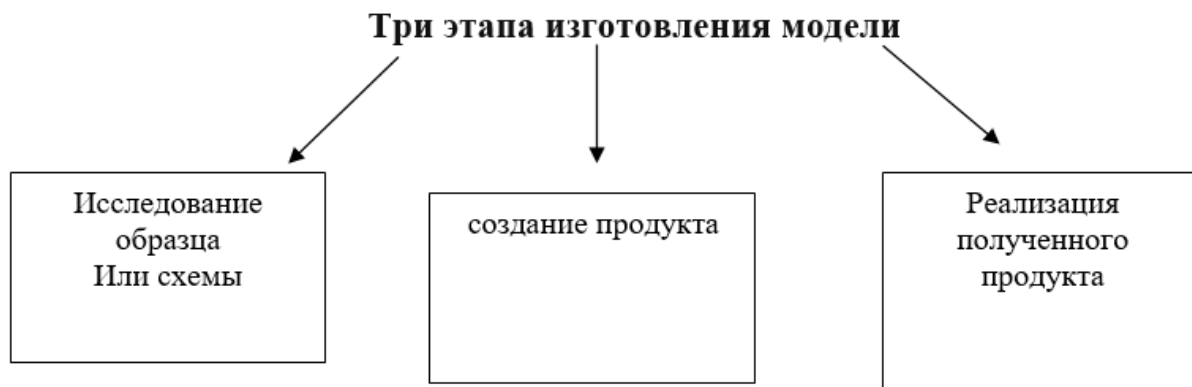 Три этапа изготовления модели
Исследование
образца
Или схемы
создание продукта
Реализация
полученного
продукта